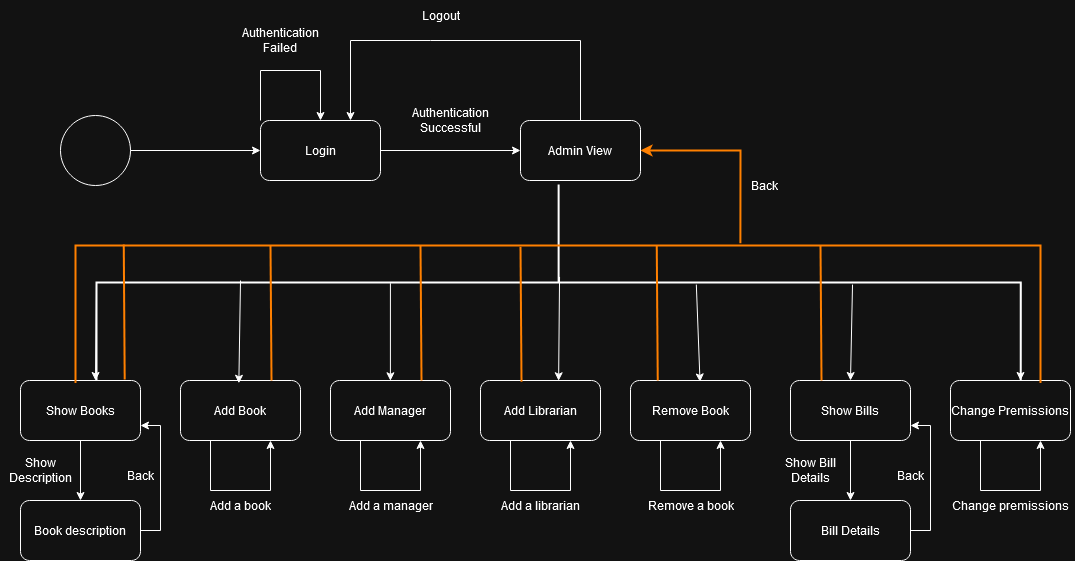 Logout
Authentication
Failed
Authentication
Successful
Login
Admin View
Back
Show Books
Add Book
Add Manager
Add Librarian
Remove Book
Show Bills
Change Premissions
Show
Description
Back
Show Bill
Details
Back
Add a book
Add a manager
Add a librarian
Remove a book
Change premissions
Book description
Bill Details